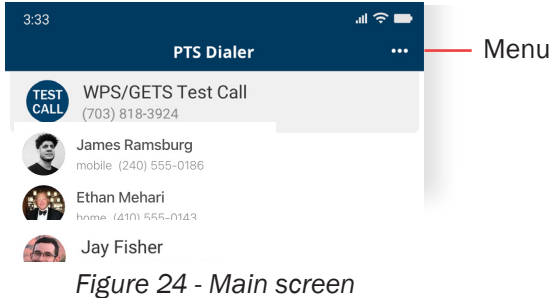 3:33
PTS Dialer
Menu
TEST CALL
WPS/GETS Test Call
(703) 818-3924
James Ramsburg
mobile (240) 555-0186
Ethan Mehari
home (410) 555-0143
Jay Fisher
Figure 24 - Main screen